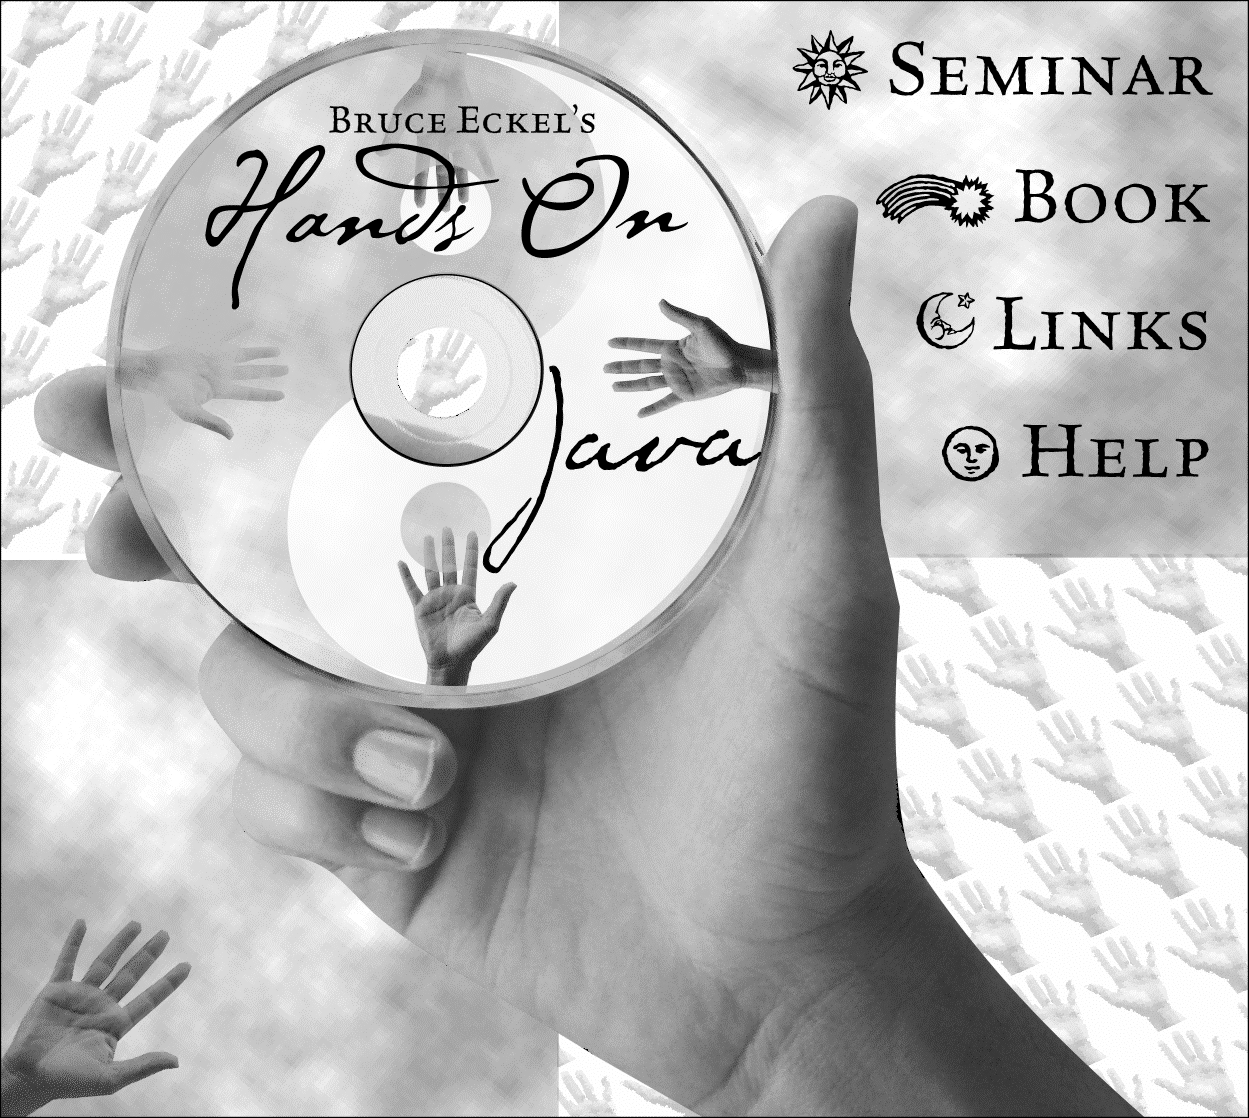 BRUCE ECKEL'S
Hands On
Java
SEMINAR
BOOK
LINKS
HELP